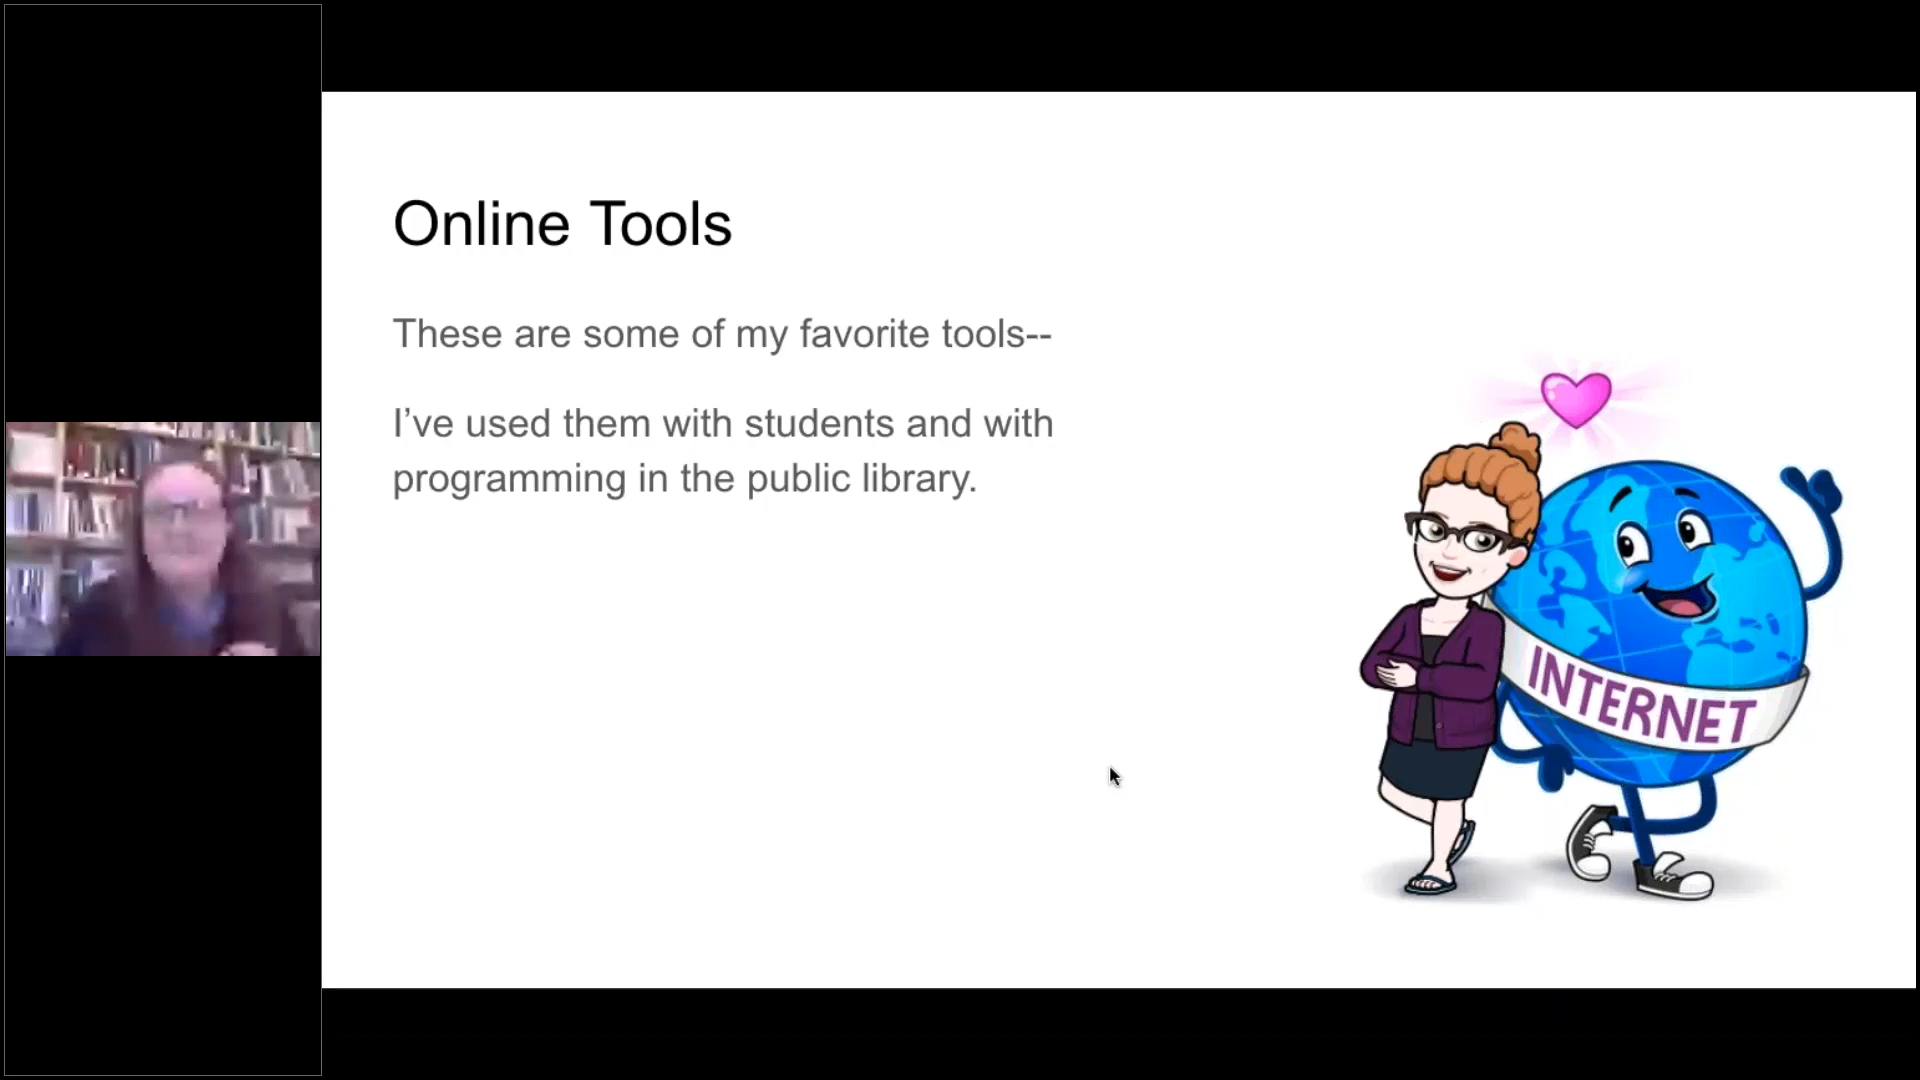 Online Tools
These are some of my favorite tools--
I’ve used them with students and with
programming in the public library.
INTERNET